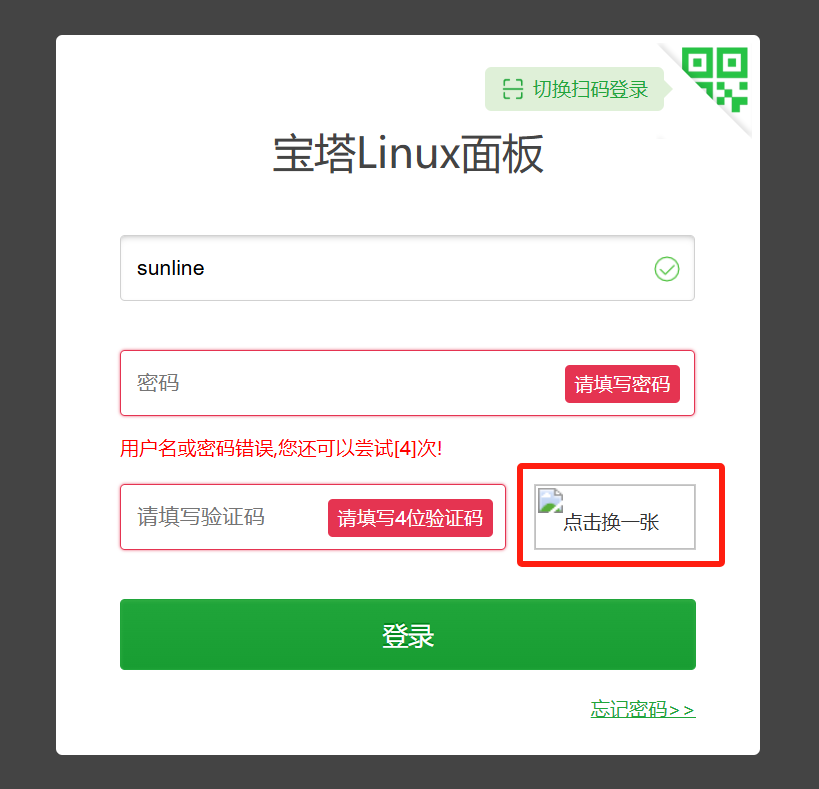 切换扫码登录
宝塔Linux面板
sunline
密码 请填写密码
用户名或密码错误,您还可以尝试[4]次!
请填写验证码 请填写4位验证码 点击换一张
登录
忘记密码>>